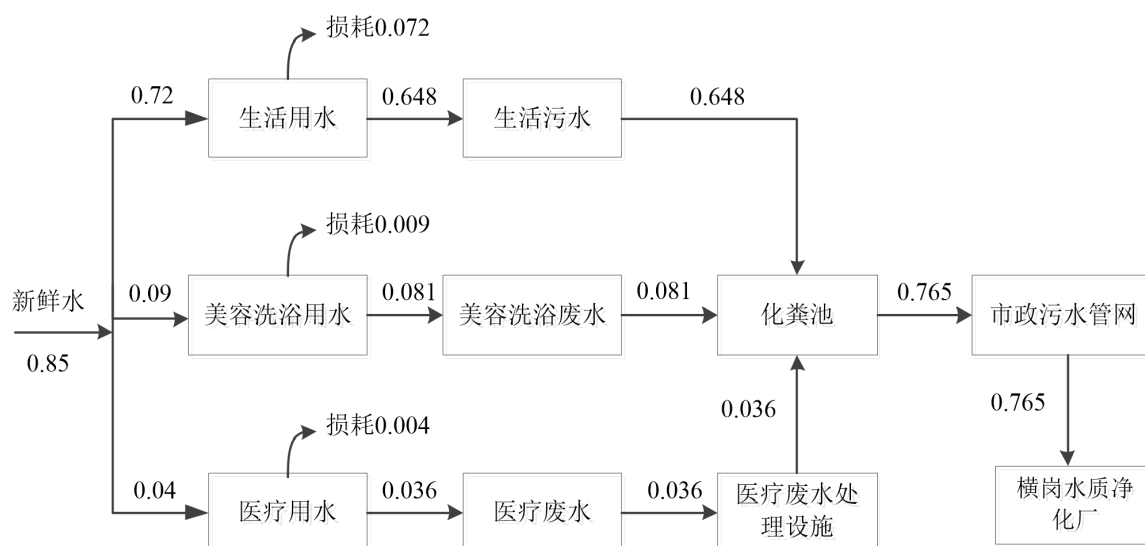 损耗0.072
0.72
生活用水
0.648
生活污水
0.648
损耗0.009
新鲜水
0.85
0.09
美容洗浴用水
0.081
美容洗浴废水
0.081
化粪池
0.765
市政污水管网
0.036
0.765
损耗0.004
0.04
医疗用水
0.036
医疗废水
0.036
医疗废水处
理设施
横岗水质净
化厂